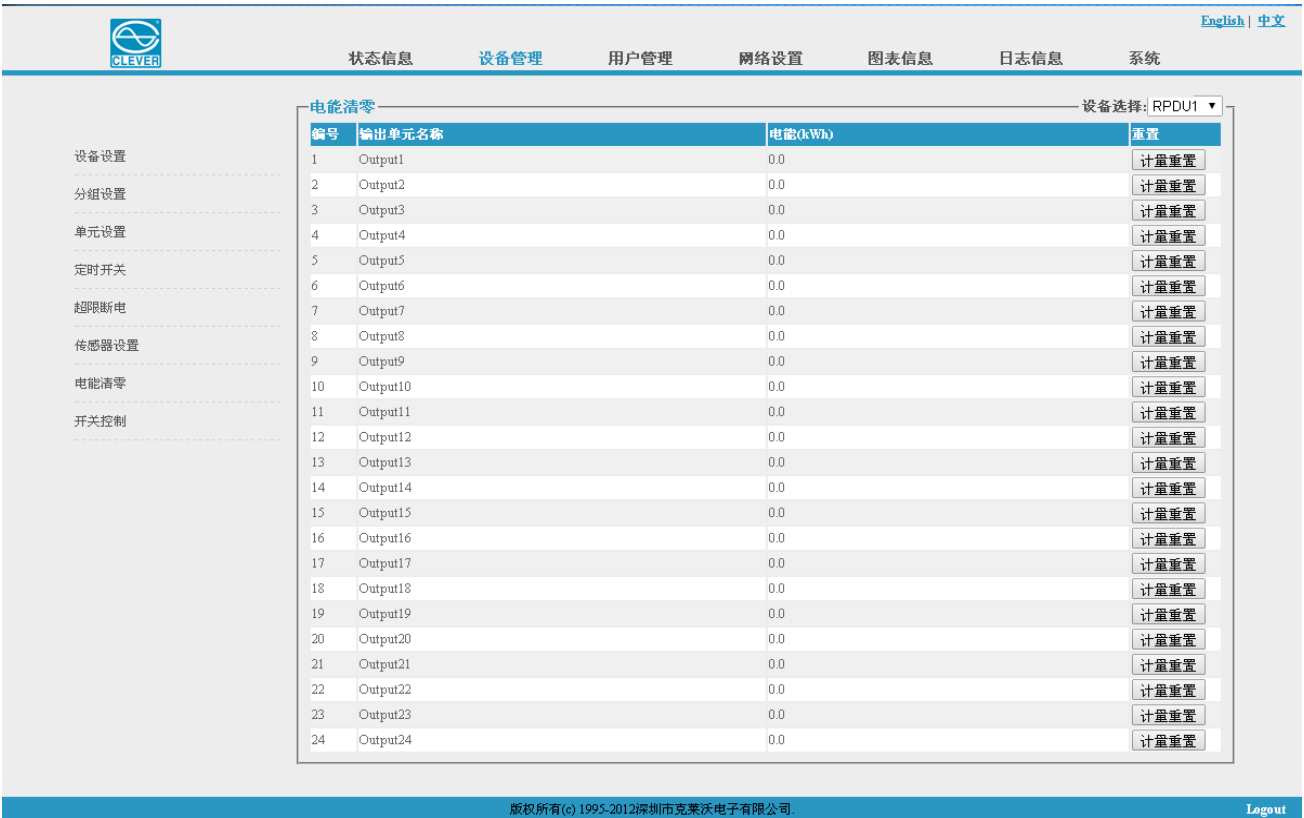 English | 中文
CLEVER
状态信息 设备管理 用户管理 网络设置 图表信息 日志信息 系统
电能清零 设备选择: RPDU1
设备设置
分组设置
单元设置
定时开关
超限断电
传感器设置
电能清零
开关控制
编号 输出单元名称 电能(kWh) 重置
1 Output1 0.0 计量重置
2 Output2 0.0 计量重置
3 Output3 0.0 计量重置
4 Output4 0.0 计量重置
5 Output5 0.0 计量重置
6 Output6 0.0 计量重置
7 Output7 0.0 计量重置
8 Output8 0.0 计量重置
9 Output9 0.0 计量重置
10 Output10 0.0 计量重置
11 Output11 0.0 计量重置
12 Output12 0.0 计量重置
13 Output13 0.0 计量重置
14 Output14 0.0 计量重置
15 Output15 0.0 计量重置
16 Output16 0.0 计量重置
17 Output17 0.0 计量重置
18 Output18 0.0 计量重置
19 Output19 0.0 计量重置
20 Output20 0.0 计量重置
21 Output21 0.0 计量重置
22 Output22 0.0 计量重置
23 Output23 0.0 计量重置
24 Output24 0.0 计量重置
版权所有(c) 1995-2012深圳市克莱沃电子有限公司.
Logout